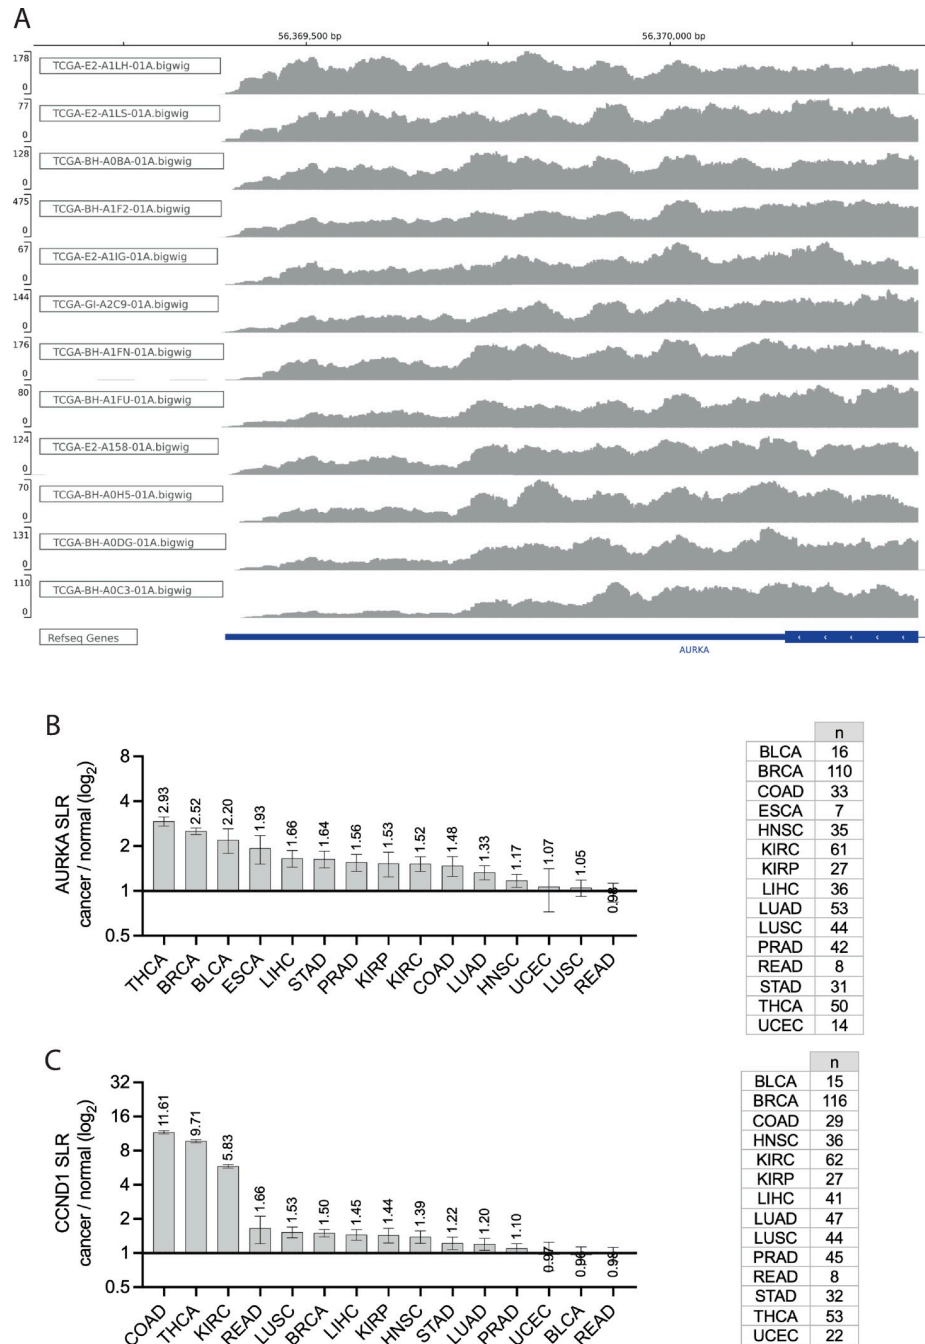 A
56,369,500 bp 56,370,000 bp
178
TCGA-E2-A1LH-01A.bigwig
0
77
TCGA-E2-A1LS-01A.bigwig
0
128
TCGA-BH-A0BA-01A.bigwig
0
475
TCGA-BH-A1F2-01A.bigwig
0
67
TCGA-E2-A1IG-01A.bigwig
0
144
TCGA-GI-A2C9-01A.bigwig
0
176
TCGA-BH-A1FN-01A.bigwig
0
80
TCGA-BH-A1FU-01A.bigwig
0
124
TCGA-E2-A158-01A.bigwig
0
70
TCGA-BH-A0H5-01A.bigwig
0
131
TCGA-BH-A0DG-01A.bigwig
0
110
TCGA-BH-A0C3-01A.bigwig
0
Refseq Genes
AURKA
B
AURKA SLR
cancer / normal (log2)
8
4
2
1
0.5
2.93 2.52 2.20 1.93 1.66 1.64 1.56 1.53 1.52 1.48 1.33 1.17 1.07 1.05 0.98
THCA BRCA BLCA ESCA LIHC STAD PRAD KIRP KIRC COAD LUAD HNSC UCEC LUSC READ
n
BLCA 16
BRCA 110
COAD 33
ESCA 7
HNSC 35
KIRC 61
KIRP 27
LIHC 36
LUAD 53
LUSC 44
PRAD 42
READ 8
STAD 31
THCA 50
UCEC 14
C
CCND1 SLR
cancer / normal (log2)
32
16
8
4
2
1
0.5
11.61 9.71 5.83 1.66 1.53 1.50 1.45 1.44 1.39 1.22 1.20 1.10 0.97 0.96 0.98
COAD THCA KIRC READ LUSC BRCA LIHC KIRP HNSC STAD LUAD PRAD UCEC BLCA READ
n
BLCA 15
BRCA 116
COAD 29
HNSC 36
KIRC 62
KIRP 27
LIHC 41
LUAD 47
LUSC 44
PRAD 45
READ 8
STAD 32
THCA 53
UCEC 22